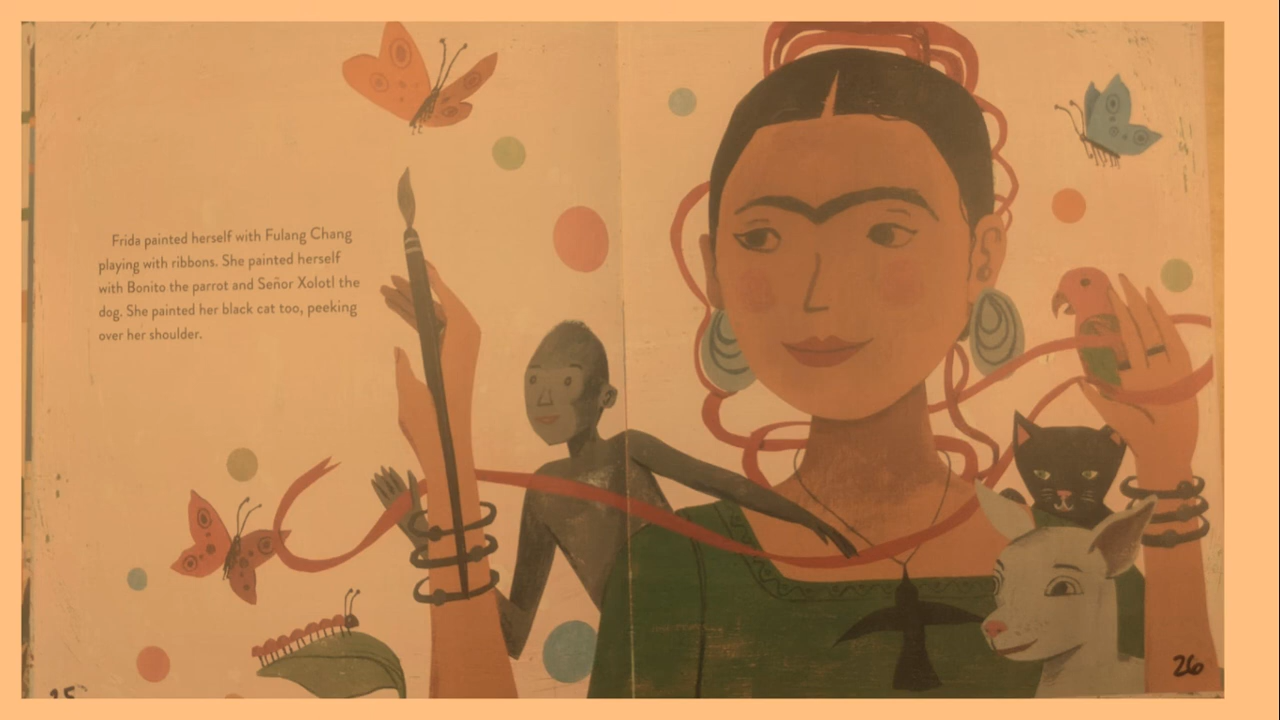 Frida painted herself with Fulang Chang
playing with ribbons. She painted herself
with Bonito the parrot and Señor Xolotl the
dog. She painted her black cat too, peeking
over her shoulder.
26